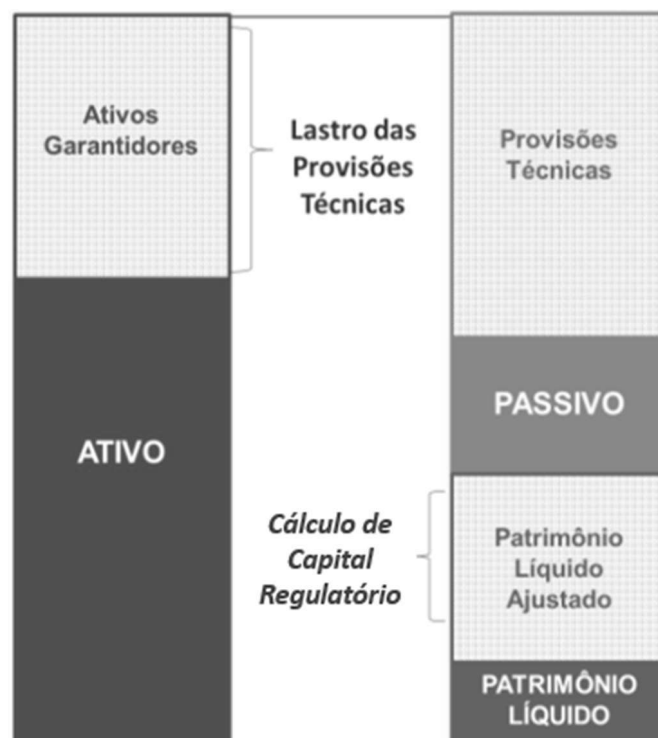 Ativos
Garantidores
Lastro das
Provisões
Técnicas
Provisões
Técnicas
ATIVO
PASSIVO
Cálculo de
Capital
Regulatório
Patrimônio
Líquido
Ajustado
PATRIMÔNIO
LÍQUIDO